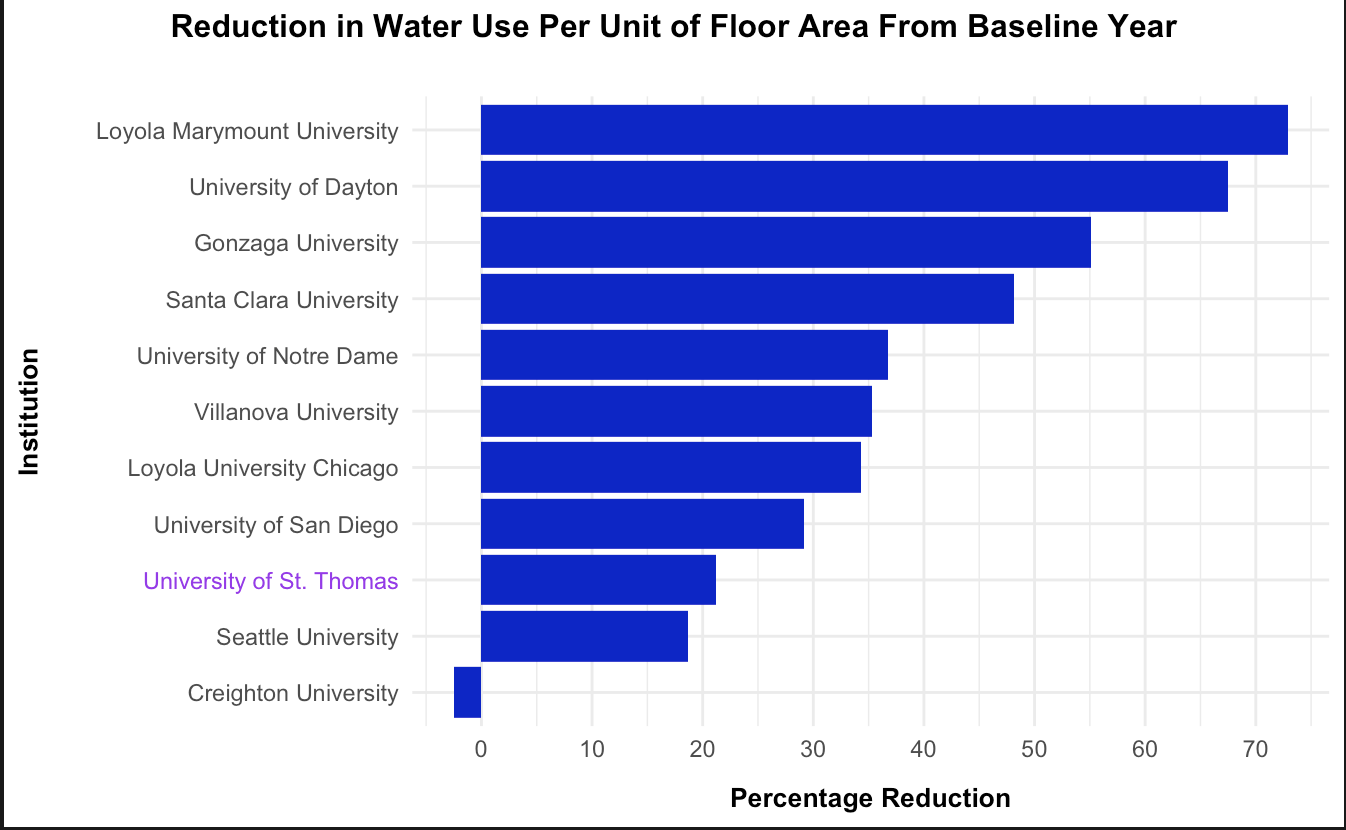 Reduction in Water Use Per Unit of Floor Area From Baseline Year
Institution
Loyola Marymount University
University of Dayton
Gonzaga University
Santa Clara University
University of Notre Dame
Villanova University
Loyola University Chicago
University of San Diego
University of St. Thomas
Seattle University
Creighton University
0 10 20 30 40 50 60 70
Percentage Reduction